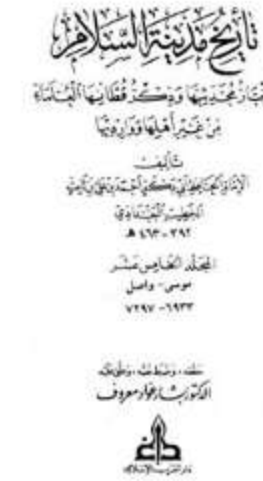 تاريخ مدينة السلام
وأخبار محدثيها وذكر قطانها العلماء
من غير أهلها ووارديها
تأليف
الإمام الحافظ أبي بكر أحمد بن علي بن ثابت
الخطيب البغدادي
٣٩٢ - ٤٦٣ هـ
المجلد الخامس عشر
موسى - واصل
٦٩٣٣ - ٧٢٩٧
حققه، وضبط نصه، وعلق عليه
الدكتور بشار عواد معروف
دار الغرب الإسلامي